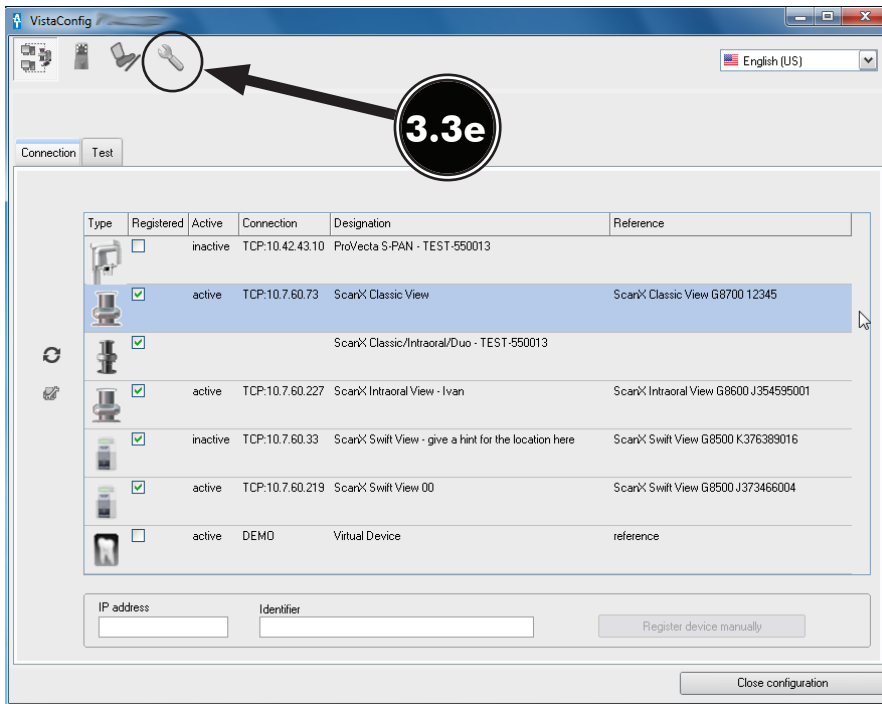 VistaConfig
English (US)
3.3e
Connection Test
Type Registered Active Connection Designation Reference
inactive TCP:10.42.43.10 ProVecta S-PAN - TEST-550013
active TCP:10.7.60.73 ScanX Classic View ScanX Classic View G8700 12345
ScanX Classic/Intraoral/Duo - TEST-550013
active TCP:10.7.60.227 ScanX Intraoral View - Ivan ScanX Intraoral View G8600 J354595001
inactive TCP:10.7.60.33 ScanX Swift View - give a hint for the location here ScanX Swift View G8500 K376389016
active TCP:10.7.60.219 ScanX Swift View 00 ScanX Swift View G8500 J373466004
active DEMO Virtual Device reference
IP address Identifier
Register device manually
Close configuration